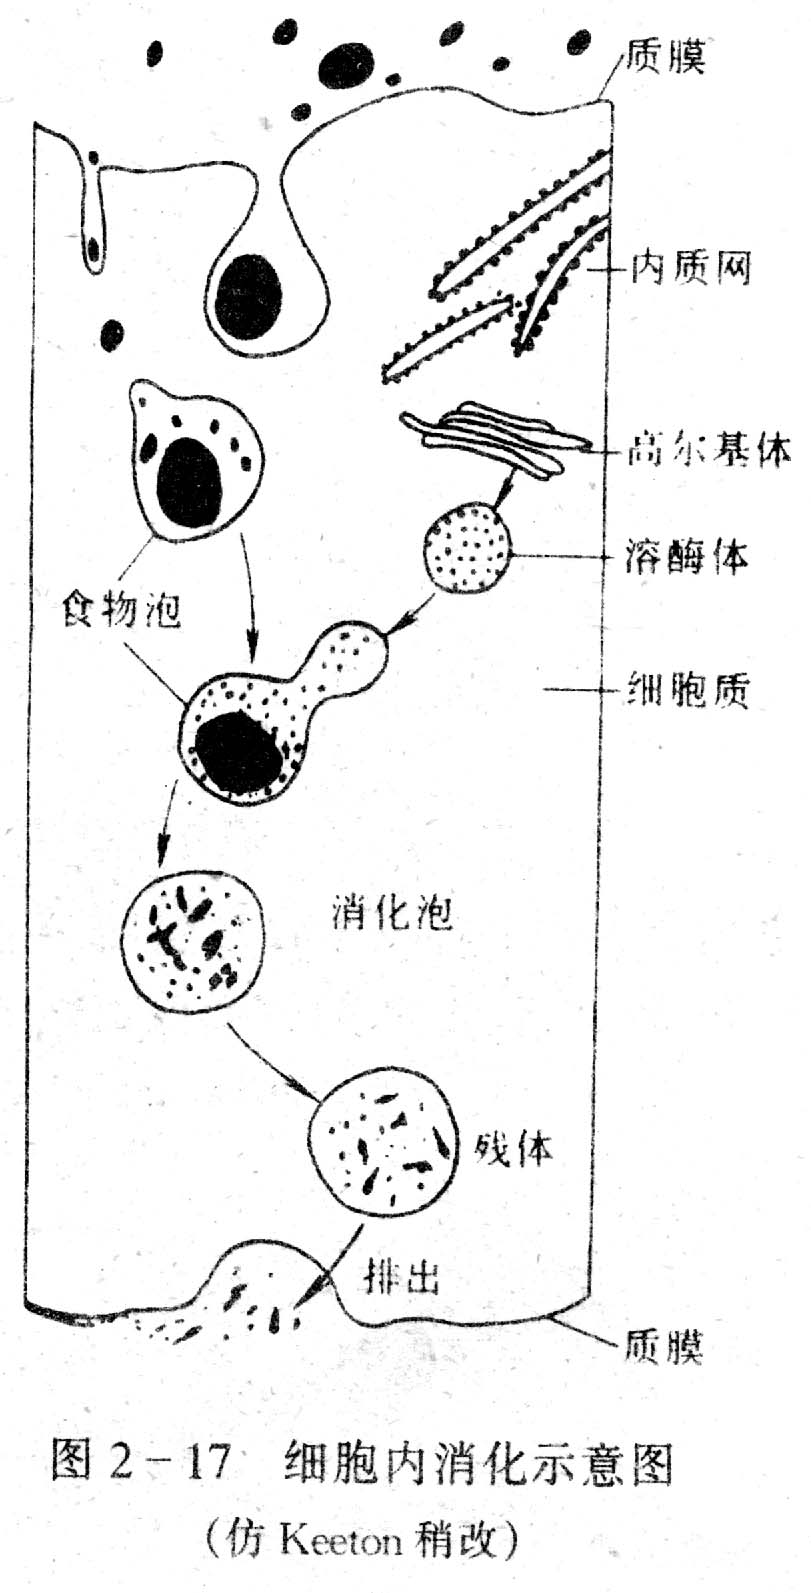 质膜
内质网
高尔基体
溶酶体
食物泡
细胞质
消化泡
残体
排出
质膜
图 2-17 细胞内消化示意图
(仿 Keeton 稍改)